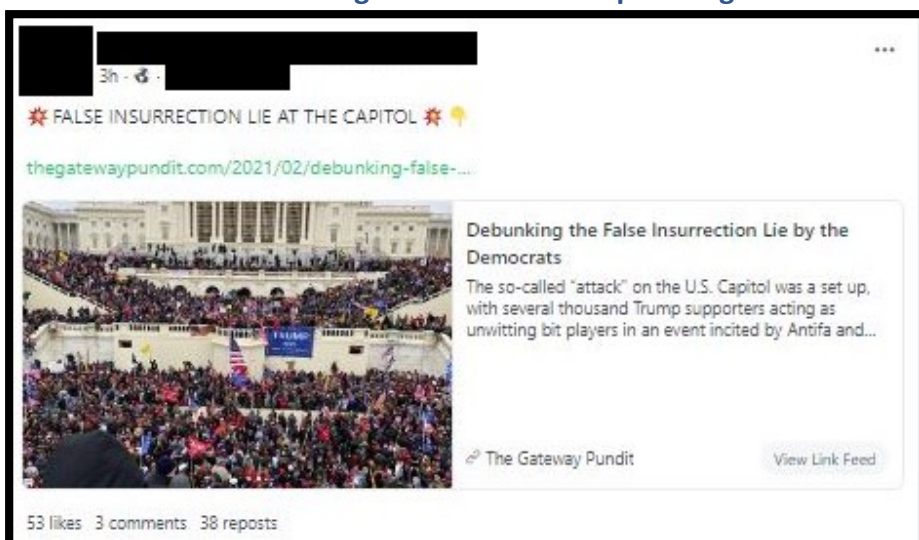 3h
💥 FALSE INSURRECTION LIE AT THE CAPITOL 💥 👇
thegatewaypundit.com/2021/02/debunking-false-...
Debunking the False Insurrection Lie by the
Democrats
The so-called "attack" on the U.S. Capitol was a set up,
with several thousand Trump supporters acting as
unwitting bit players in an event incited by Antifa and...
TRUMP
The Gateway Pundit
View Link Feed
53 likes 3 comments 38 reposts